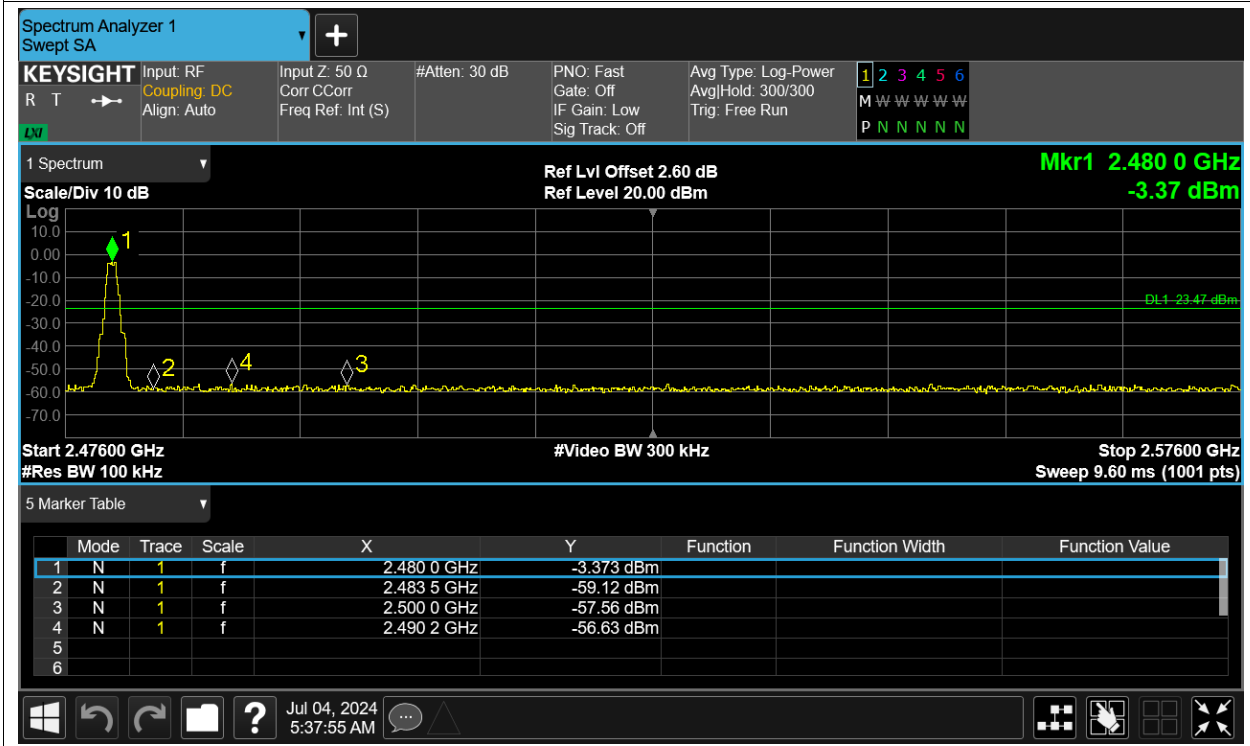 Spectrum Analyzer 1
Swept SA
KEYSIGHT Input: RF Input Z: 50 Ω #Atten: 30 dB PNO: Fast Avg Type: Log-Power 1 2 3 4 5 6
R T Coupling: DC Corr CCorr Gate: Off Avg|Hold: 300/300 M W W W W W
Align: Auto Freq Ref: Int (S) IF Gain: Low Trig: Free Run
LXI Sig Track: Off P N N N N N
1 Spectrum Ref Lvl Offset 2.60 dB Mkr1 2.480 0 GHz
Scale/Div 10 dB Ref Level 20.00 dBm -3.37 dBm
Log
10.0
1
0.00
-10.0
-20.0 DL1 -23.47 dBm
-30.0
-40.0
2 4 3
-50.0
-60.0
-70.0
Start 2.47600 GHz #Video BW 300 kHz Stop 2.57600 GHz
#Res BW 100 kHz Sweep 9.60 ms (1001 pts)
5 Marker Table
Mode Trace Scale X Y Function Function Width Function Value
1 N 1 f 2.480 0 GHz -3.373 dBm
2 N 1 f 2.483 5 GHz -59.12 dBm
3 N 1 f 2.500 0 GHz -57.56 dBm
4 N 1 f 2.490 2 GHz -56.63 dBm
5
6
? Jul 04, 2024
5:37:55 AM